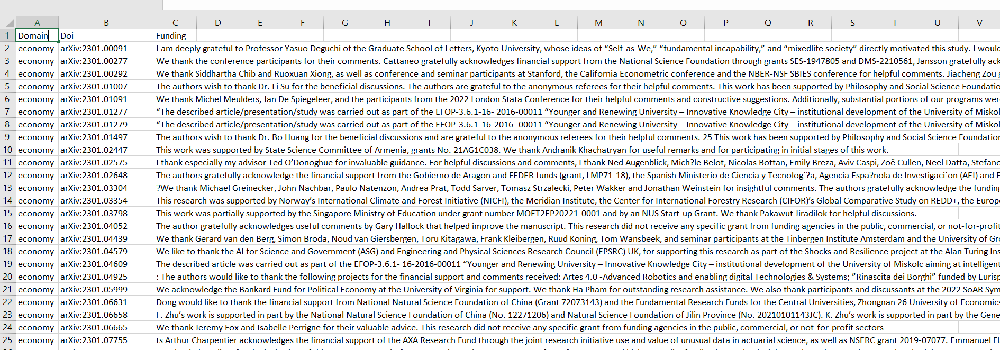 A B C D E F G H I J K L M N O P Q R S T U V
1 Domain Doi Funding
2 economy arXiv:2301.00091 I am deeply grateful to Professor Yasuo Deguchi of the Graduate School of Letters, Kyoto University, whose ideas of “Self-as-We,” “fundamental incapability,” and “mixedlife society” directly motivated this study. I would
3 economy arXiv:2301.00277 We thank the conference participants for their comments. Cattaneo gratefully acknowledges financial support from the National Science Foundation through grants SES-1947805 and DMS-2210561, Jansson gratefully ack
4 economy arXiv:2301.00292 We thank Siddhartha Chib and Ruoxuan Xiong, as well as conference and seminar participants at Stanford, the California Econometric conference and the NBER-NSF SBIES conference for helpful comments. Jiacheng Zou
5 economy arXiv:2301.01007 The authors wish to thank Dr. Li Su for the beneficial discussions. The authors are grateful to the anonymous referees for their helpful comments. This work has been supported by Philosophy and Social Science Foundatio
6 economy arXiv:2301.01091 We thank Michel Meulders, Jan De Spiegeleer, and the participants from the 2022 London Stata Conference for their helpful comments and constructive suggestions. Additionally, substantial portions of our programs wer
7 economy arXiv:2301.01277 “The described article/presentation/study was carried out as part of the EFOP-3.6.1-16- 2016-00011 “Younger and Renewing University – Innovative Knowledge City – institutional development of the University of Miskol
8 economy arXiv:2301.01279 “The described article/presentation/study was carried out as part of the EFOP-3.6.1-16-2016- 00011 “Younger and Renewing University – Innovative Knowledge City – institutional development of the University of Miskol
9 economy arXiv:2301.01497 The authors wish to thank Dr. Bo Huang for the beneficial discussions and are grateful to the anonymous referees for their helpful comments. 25 This work has been supported by Philosophy and Social Science Foundation
10 economy arXiv:2301.02447 This work was supported by State Science Committee of Armenia, grants No. 21AG1C038. We thank Andranik Khachatryan for useful remarks and for participating in initial stages of this work.
11 economy arXiv:2301.02575 I thank especially my advisor Ted O’Donoghue for invaluable guidance. For helpful discussions and comments, I thank Ned Augenblick, Mich?le Belot, Nicolas Bottan, Emily Breza, Aviv Caspi, Zoë Cullen, Neel Datta, Stefano
12 economy arXiv:2301.02648 The authors gratefully acknowledge the financial support from the Gobierno de Aragon and FEDER funds (grant, LMP71-18), the Spanish Ministerio de Ciencia y Tecnolog´?a, Agencia Espa?nola de Investigaci´on (AEI) and E
13 economy arXiv:2301.03304 ?We thank Michael Greinecker, John Nachbar, Paulo Natenzon, Andrea Prat, Todd Sarver, Tomasz Strzalecki, Peter Wakker and Jonathan Weinstein for insightful comments. The authors gratefully acknowledge the funding
14 economy arXiv:2301.03354 This research was supported by Norway’s International Climate and Forest Initiative (NICFI), the Meridian Institute, the Center for International Forestry Research (CIFOR)’s Global Comparative Study on REDD+, the Europe
15 economy arXiv:2301.03798 This work was partially supported by the Singapore Ministry of Education under grant number MOET2EP20221-0001 and by an NUS Start-up Grant. We thank Pakawut Jiradilok for helpful discussions.
16 economy arXiv:2301.04052 The author gratefully acknowledges useful comments by Gary Hallock that helped improve the manuscript. This research did not receive any specific grant from funding agencies in the public, commercial, or not-for-profit
17 economy arXiv:2301.04439 We thank Gerard van den Berg, Simon Broda, Noud van Giersbergen, Toru Kitagawa, Frank Kleibergen, Ruud Koning, Tom Wansbeek, and seminar participants at the Tinbergen Institute Amsterdam and the University of Gr
18 economy arXiv:2301.04579 We like to thank the AI for Science and Government (ASG) and Engineering and Physical Sciences Research Council (EPSRC) UK, for supporting this research as part of the Shocks and Resilience project at the Alan Turing Ins
19 economy arXiv:2301.04609 The described article was carried out as part of the EFOP-3.6.1- 16-2016-00011 “Younger and Renewing University – Innovative Knowledge City – institutional development of the University of Miskolc aiming at intelligent
20 economy arXiv:2301.04925 : The authors would like to thank the following projects for the financial support and comments received: Artes 4.0 -Advanced Robotics and enabling digital Technologies & Systems; ”Rinascita dei Borghi” funded by Eurisp
21 economy arXiv:2301.05999 We acknowledge the Bankard Fund for Political Economy at the University of Virginia for support. We thank Ha Pham for outstanding research assistance. We also thank participants and discussants at the 2022 SoAR Sym
22 economy arXiv:2301.06631 Dong would like to thank the financial support from National Natural Science Foundation of China (Grant 72073143) and the Fundamental Research Funds for the Central Universities, Zhongnan 26 University of Economics
23 economy arXiv:2301.06658 F. Zhu’s work is supported in part by the National Natural Science Foundation of China (No. 12271206) and Natural Science Foundation of Jilin Province (No. 20210101143JC). K. Zhu’s work is supported in part by the Gene
24 economy arXiv:2301.06665 We thank Jeremy Fox and Isabelle Perrigne for their valuable advice. This research did not receive any specific grant from funding agencies in the public, commercial, or not-for-profit sectors
25 economy arXiv:2301.07755 ts Arthur Charpentier acknowledges the financial support of the AXA Research Fund through the joint research initiative use and value of unusual data in actuarial science, as well as NSERC grant 2019-07077. Emmanuel Fl